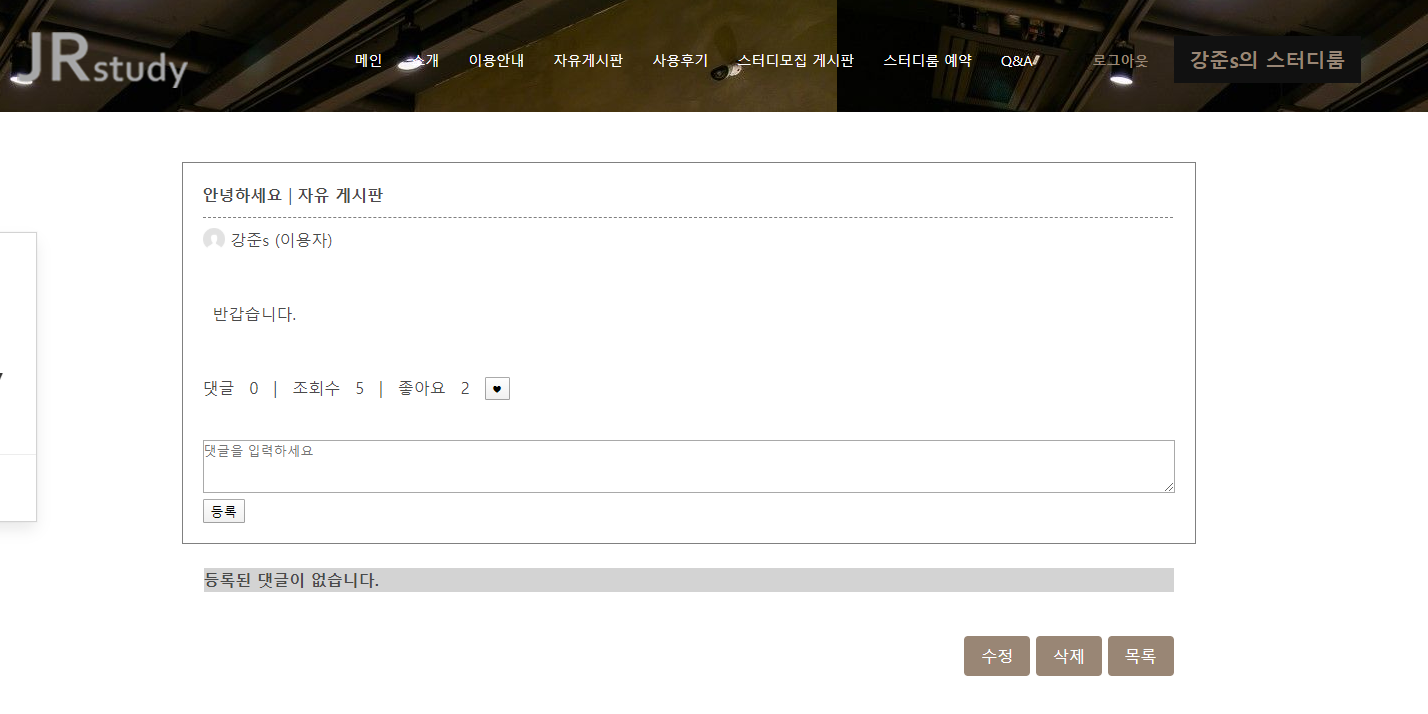 JRstudy
메인 소개 이용안내 자유게시판 사용후기 스터디모집 게시판 스터디룸 예약 Q&A 로그아웃 강준s의 스터디룸
안녕하세요 | 자유 게시판
강준s (이용자)
반갑습니다.
댓글 0 | 조회수 5 | 좋아요 2 ♥
댓글을 입력하세요
등록
등록된 댓글이 없습니다.
수정 삭제 목록